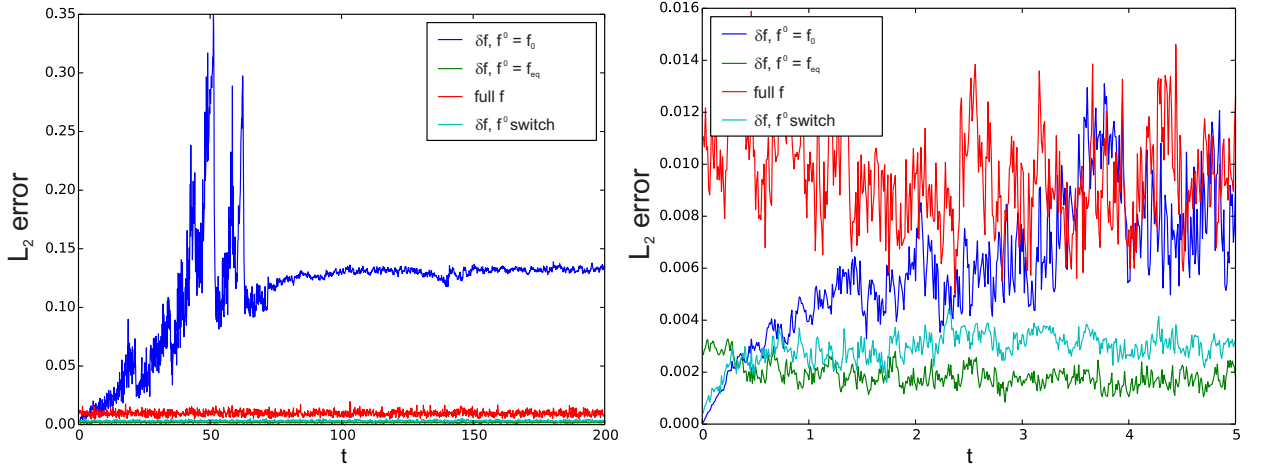 0.35
0.30
0.25
0.20
0.15
0.10
0.05
0.00
L₂ error
0
50
100
150
200
t
δf, f⁰ = f₀
δf, f⁰ = f_eq
full f
δf, f⁰ switch
0.016
0.014
0.012
0.010
0.008
0.006
0.004
0.002
0.000
L₂ error
0
1
2
3
4
5
t
δf, f⁰ = f₀
δf, f⁰ = f_eq
full f
δf, f⁰ switch